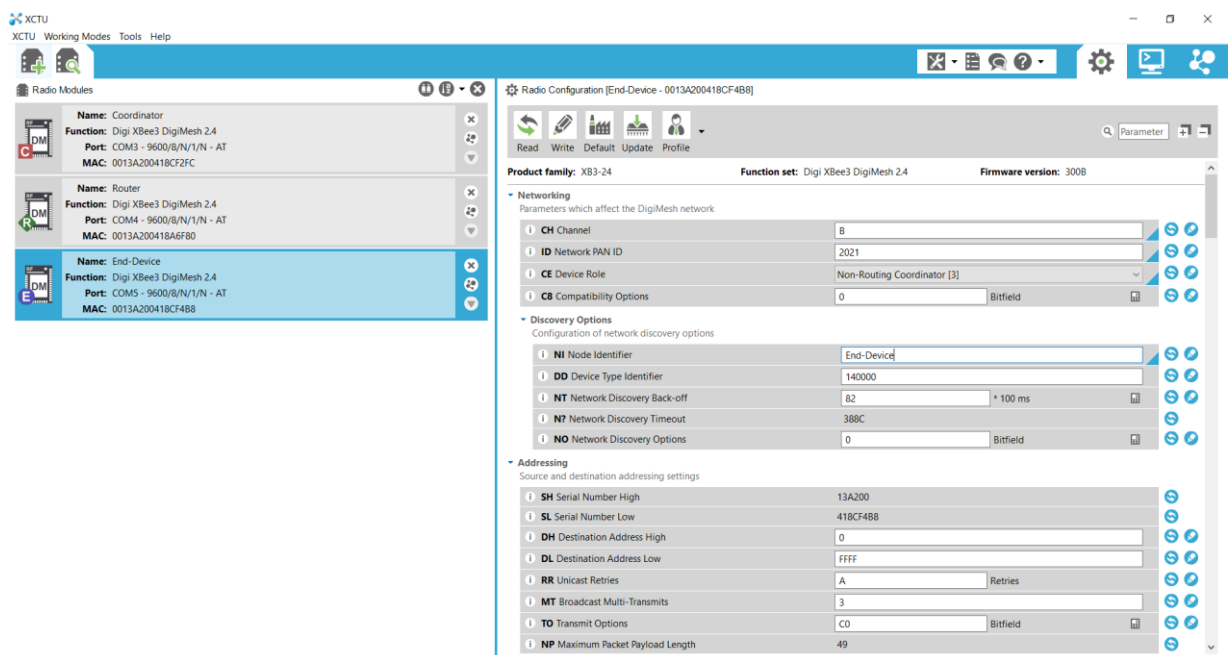 XCTU
XCTU Working Modes Tools Help
Radio Modules
Name: Coordinator
Function: Digi XBee3 DigiMesh 2.4
Port: COM3 - 9600/8/N/1/N - AT
MAC: 0013A200418CF2FC
DM
C
Name: Router
Function: Digi XBee3 DigiMesh 2.4
Port: COM4 - 9600/8/N/1/N - AT
MAC: 0013A200418A6F80
DM
R
Name: End-Device
Function: Digi XBee3 DigiMesh 2.4
Port: COM5 - 9600/8/N/1/N - AT
MAC: 0013A200418CF4B8
DM
E
Radio Configuration [End-Device - 0013A200418CF4B8]
Read Write Default Update Profile
Parameter
Product family: XB3-24 Function set: Digi XBee3 DigiMesh 2.4 Firmware version: 300B
Networking
Parameters which affect the DigiMesh network
i CH Channel B
i ID Network PAN ID 2021
i CE Device Role Non-Routing Coordinator [3]
i C8 Compatibility Options 0 Bitfield
Discovery Options
Configuration of network discovery options
i NI Node Identifier End-Device
i DD Device Type Identifier 140000
i NT Network Discovery Back-off 82 * 100 ms
i N? Network Discovery Timeout 388C
i NO Network Discovery Options 0 Bitfield
Addressing
Source and destination addressing settings
i SH Serial Number High 13A200
i SL Serial Number Low 418CF4B8
i DH Destination Address High 0
i DL Destination Address Low FFFF
i RR Unicast Retries A Retries
i MT Broadcast Multi-Transmits 3
i TO Transmit Options C0 Bitfield
i NP Maximum Packet Payload Length 49